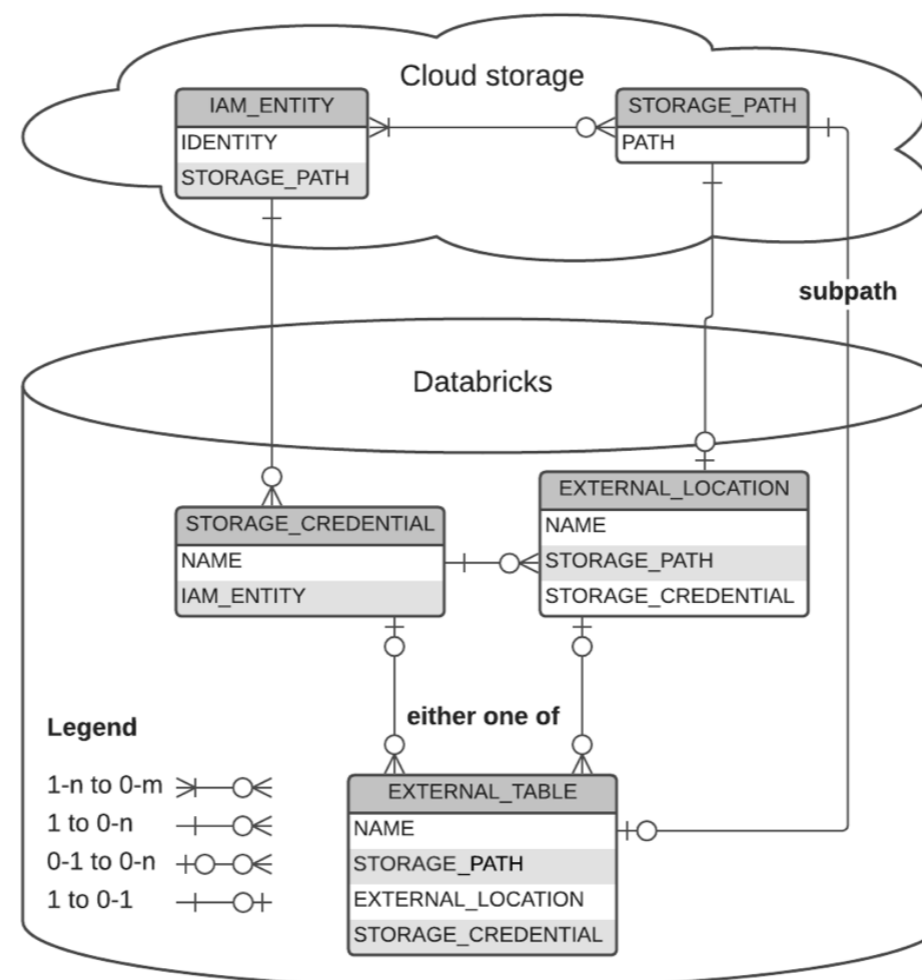 Cloud storage
IAM_ENTITY
IDENTITY
STORAGE_PATH
STORAGE_PATH
PATH
subpath
Databricks
STORAGE_CREDENTIAL
NAME
IAM_ENTITY
EXTERNAL_LOCATION
NAME
STORAGE_PATH
STORAGE_CREDENTIAL
either one of
EXTERNAL_TABLE
NAME
STORAGE_PATH
EXTERNAL_LOCATION
STORAGE_CREDENTIAL
Legend
1-n to 0-m
1 to 0-n
0-1 to 0-n
1 to 0-1